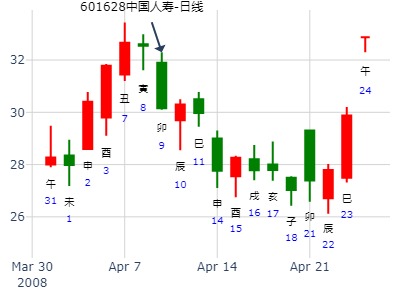 601628中国人寿-日线
32
30
28
26
午
31
未
1
申
2
酉
3
丑
7
寅
8
卯
9
辰
10
巳
11
申
14
酉
15
戌
16
亥
17
子
18
卯
21
辰
22
巳
23
午
24
Mar 30
2008
Apr 7
Apr 14
Apr 21